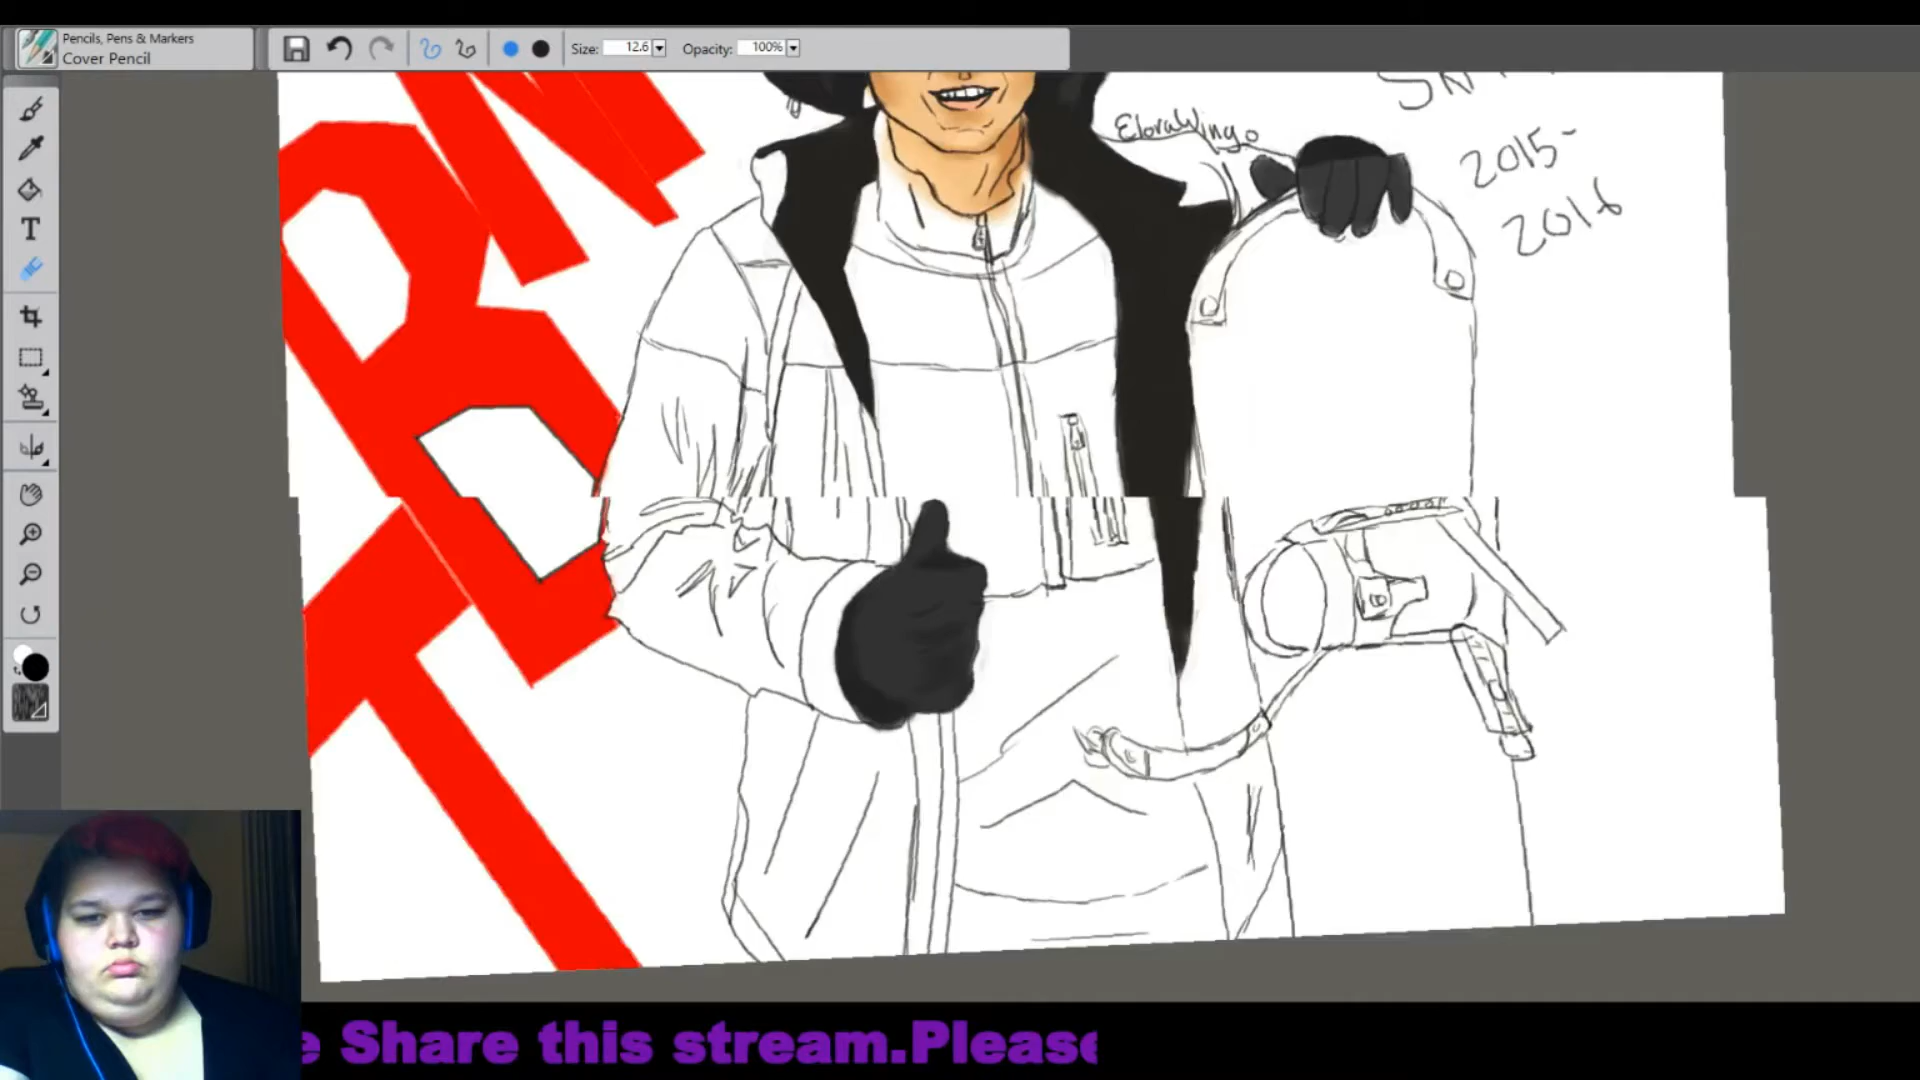 Pencils, Pens & Markers
Cover Pencil
Size: 12.6
Opacity: 100%
EloraWingo
2015-
2016
T
e Share this stream.Please